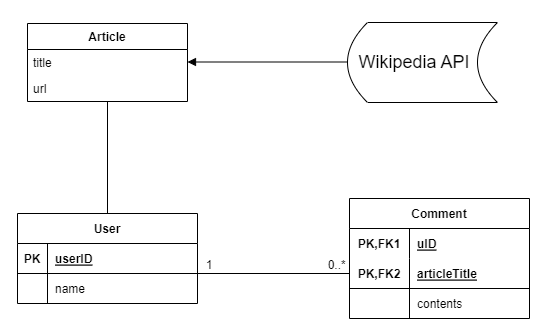 Article
title
url
Wikipedia API
User
PK userID
name
1 0..*
Comment
PK,FK1 uID
PK,FK2 articleTitle
contents